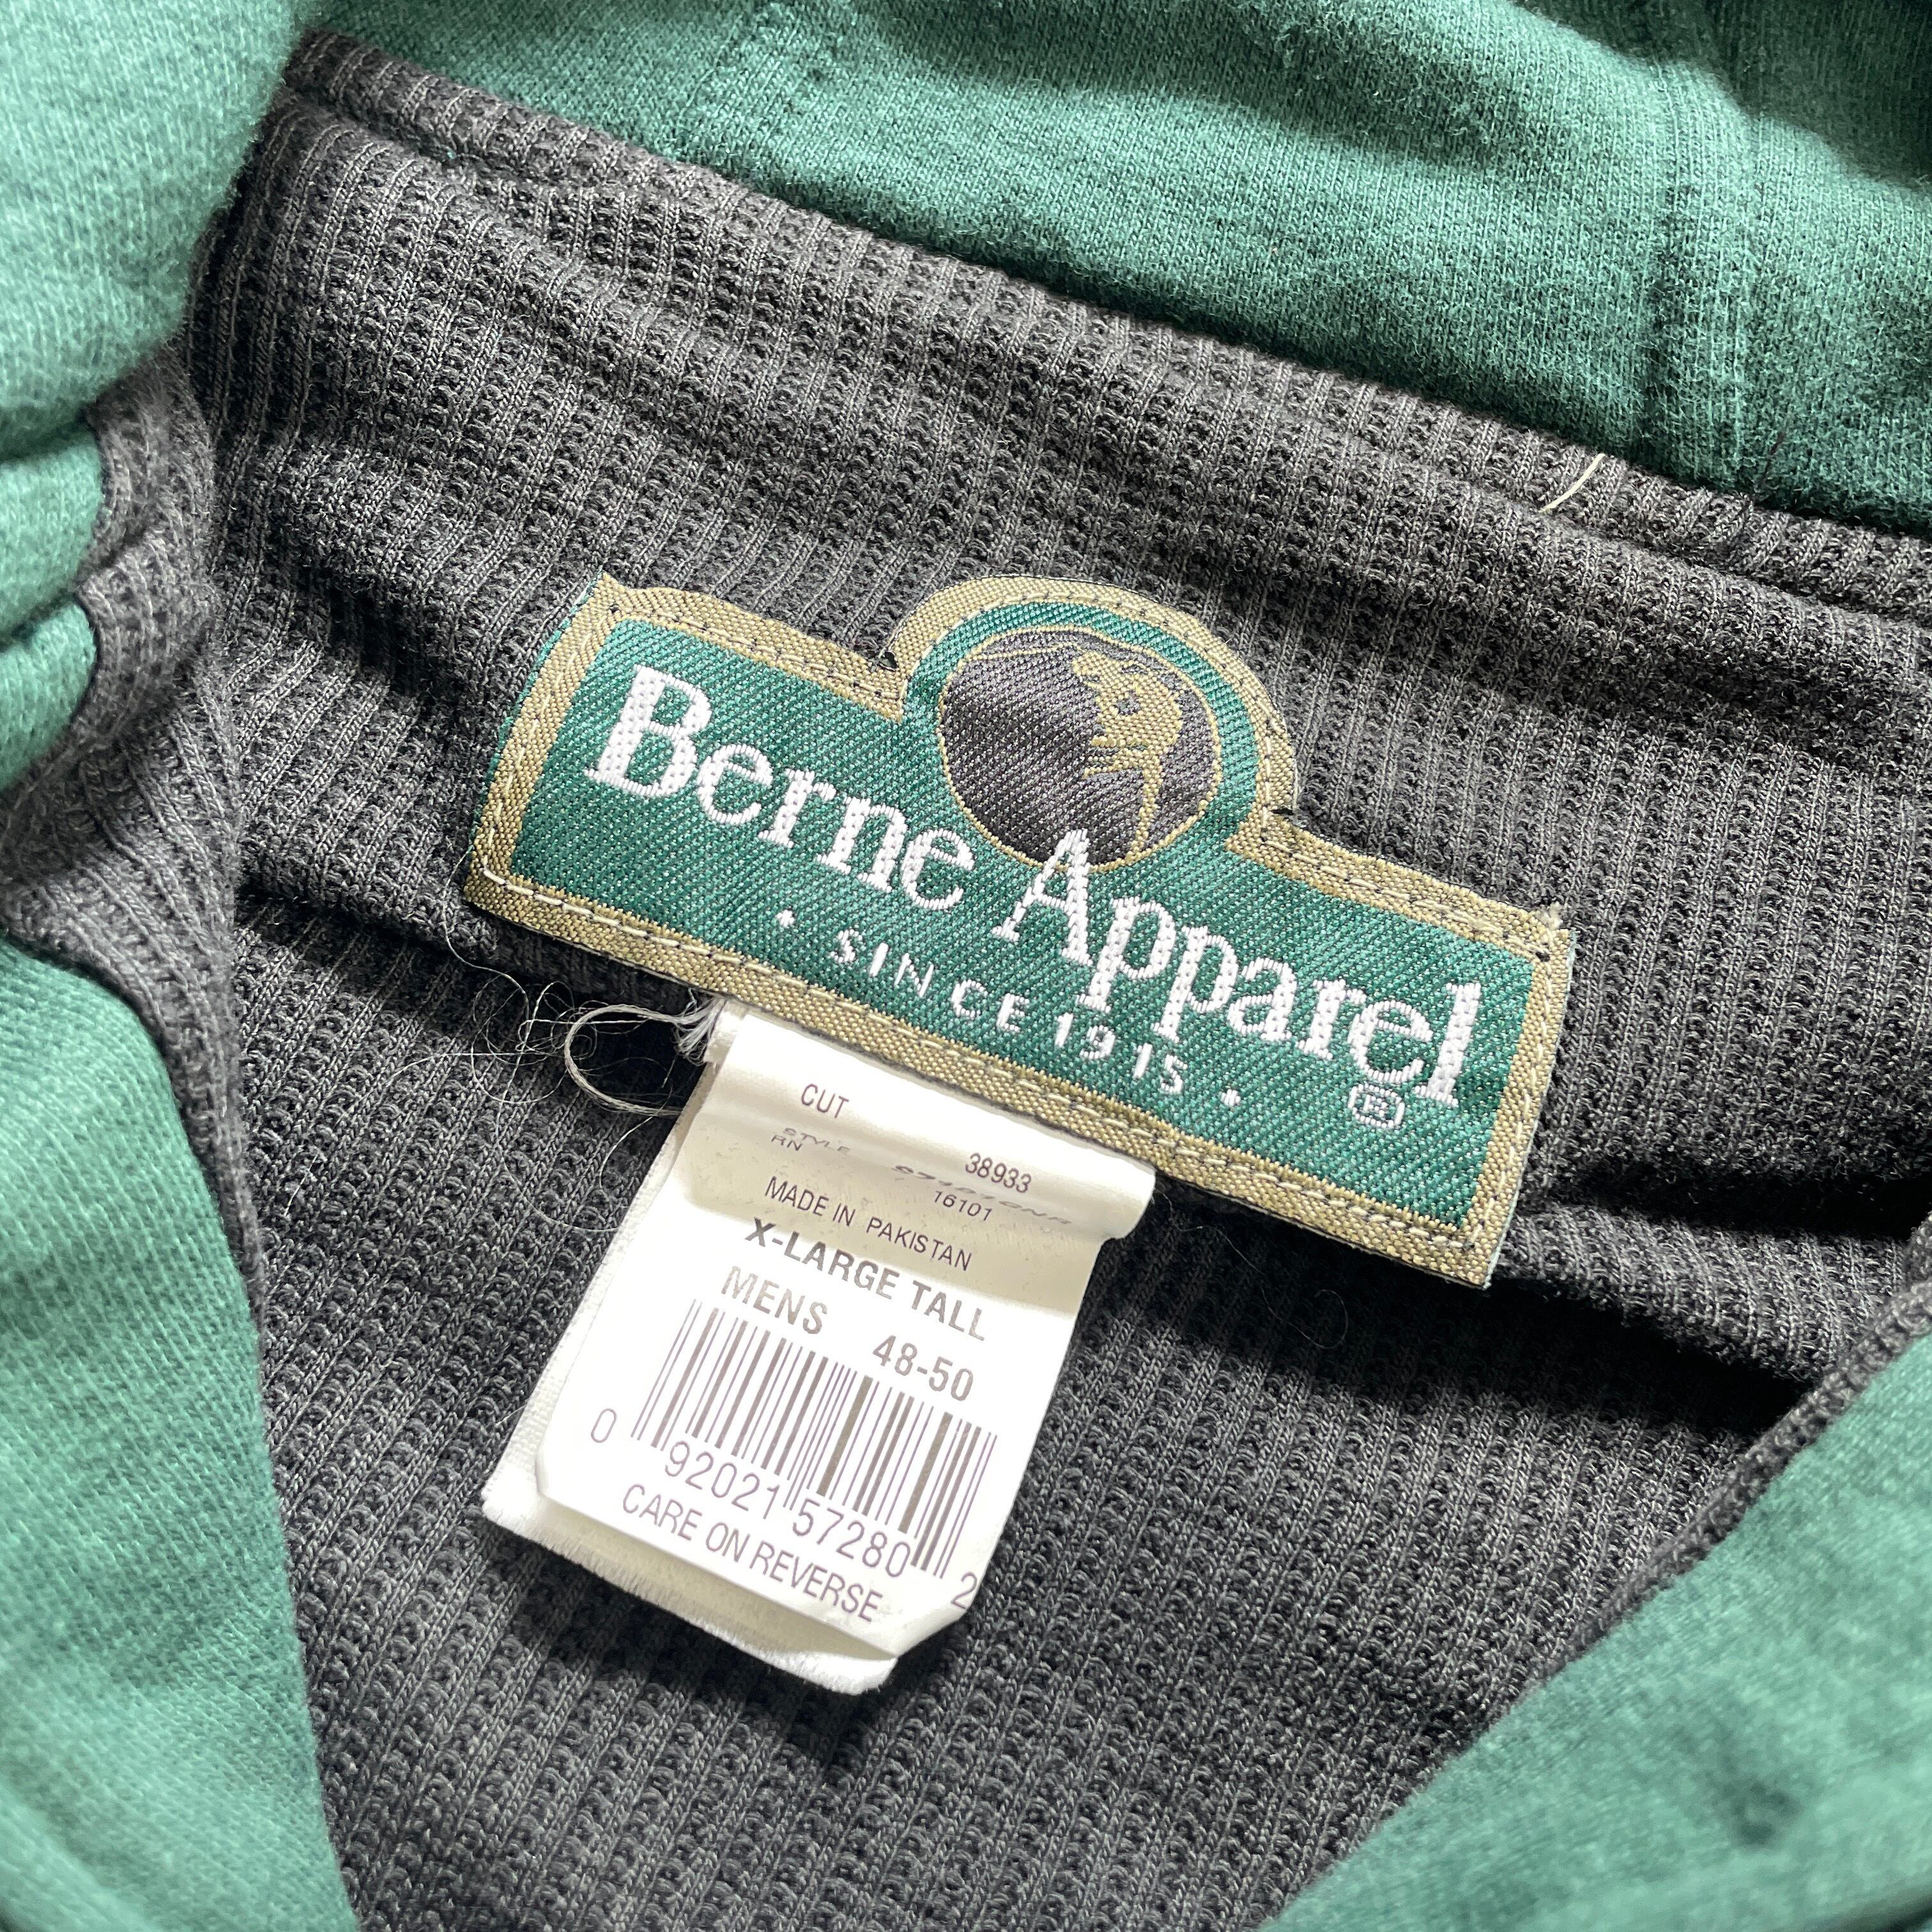 Berne Apparel ®
• SINCE 1915 •
CUT 38933
STYLE
RN 16101
MADE IN PAKISTAN
X-LARGE TALL
MENS 48-50
0 92021 57280 2
CARE ON REVERSE